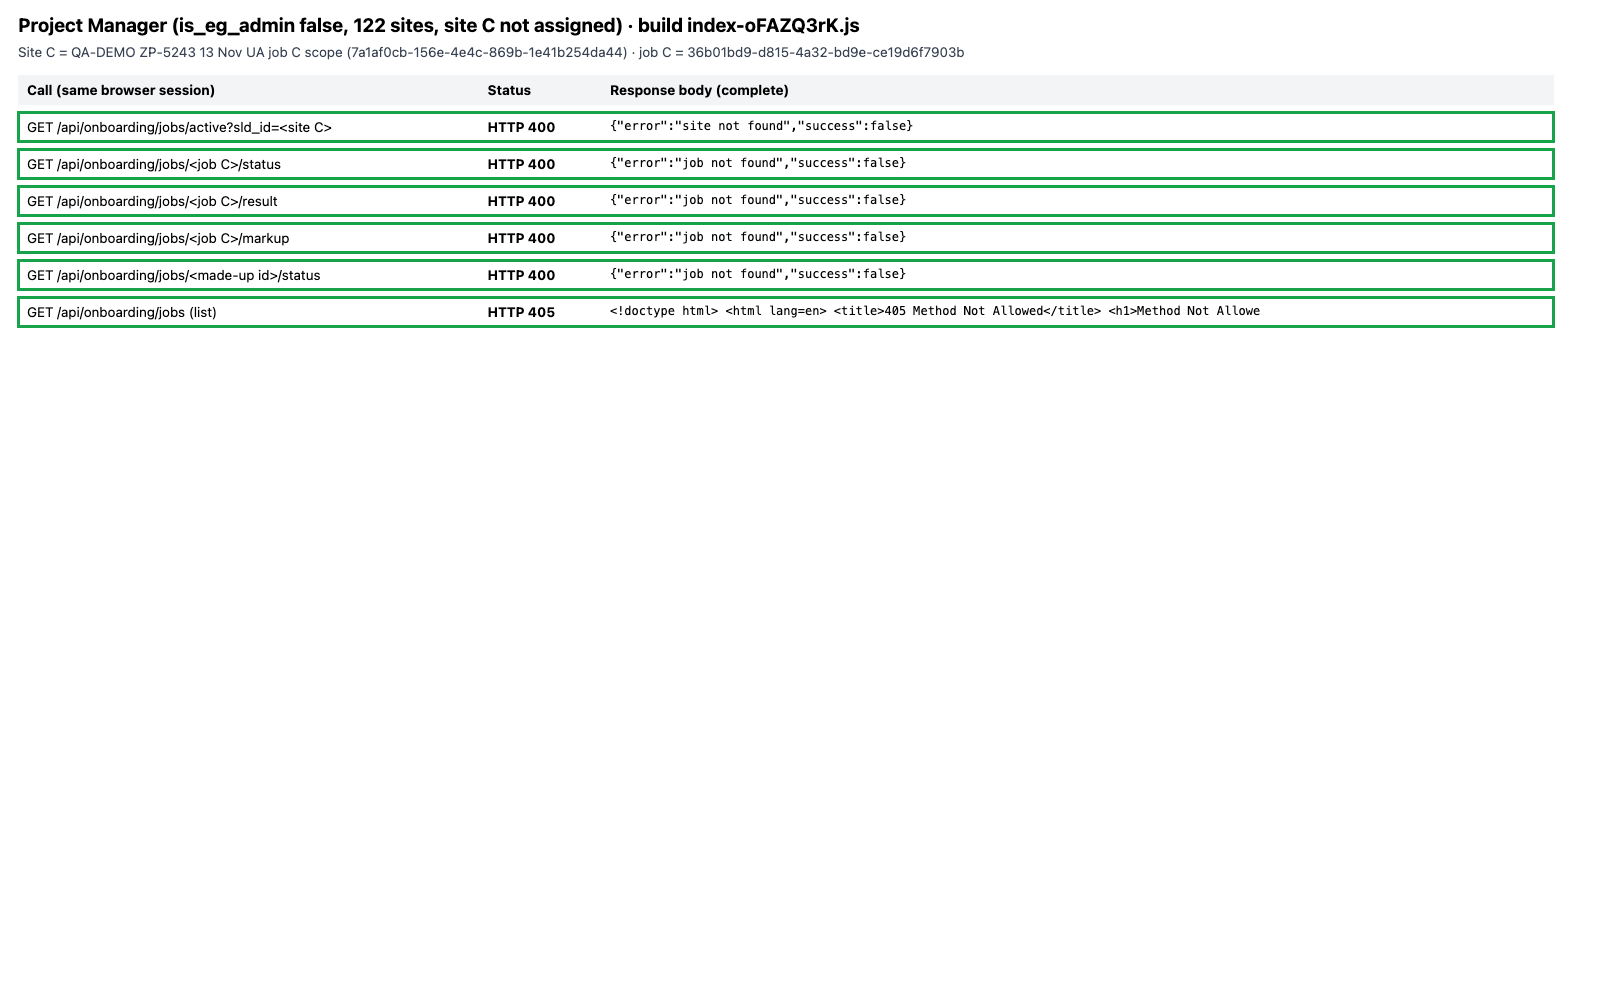 Project Manager (is_eg_admin false, 122 sites, site C not assigned) · build index-oFAZQ3rK.js
Site C = QA-DEMO ZP-5243 13 Nov UA job C scope (7a1af0cb-156e-4e4c-869b-1e41b254da44) · job C = 36b01bd9-d815-4a32-bd9e-ce19d6f7903b
Call (same browser session) Status Response body (complete)
GET /api/onboarding/jobs/active?sld_id=<site C> HTTP 400 {"error":"site not found","success":false}
GET /api/onboarding/jobs/<job C>/status HTTP 400 {"error":"job not found","success":false}
GET /api/onboarding/jobs/<job C>/result HTTP 400 {"error":"job not found","success":false}
GET /api/onboarding/jobs/<job C>/markup HTTP 400 {"error":"job not found","success":false}
GET /api/onboarding/jobs/<made-up id>/status HTTP 400 {"error":"job not found","success":false}
GET /api/onboarding/jobs (list) HTTP 405 <!doctype html> <html lang=en> <title>405 Method Not Allowed</title> <h1>Method Not Allowe